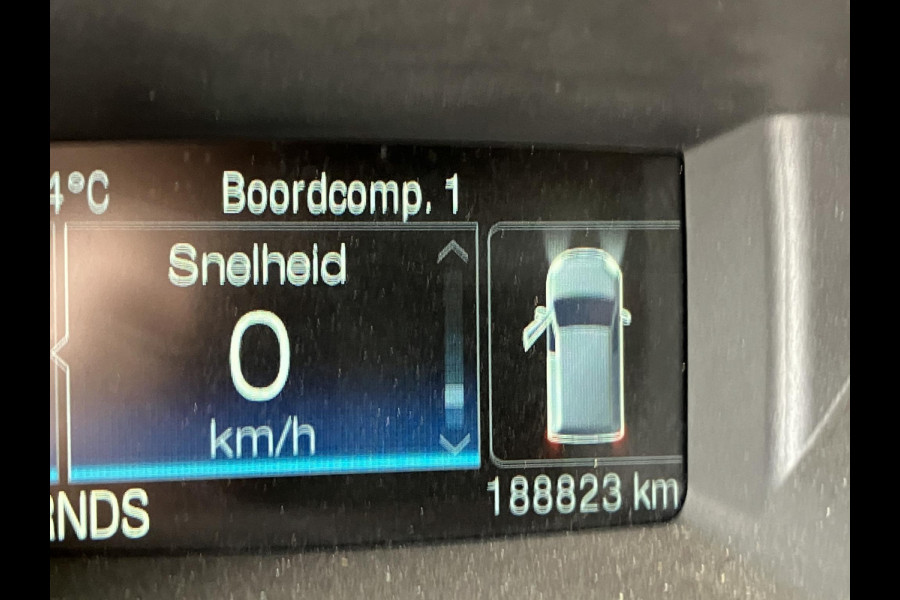 4°C
Boordcomp. 1
Snelheid
0
km/h
188823 km
RNDS